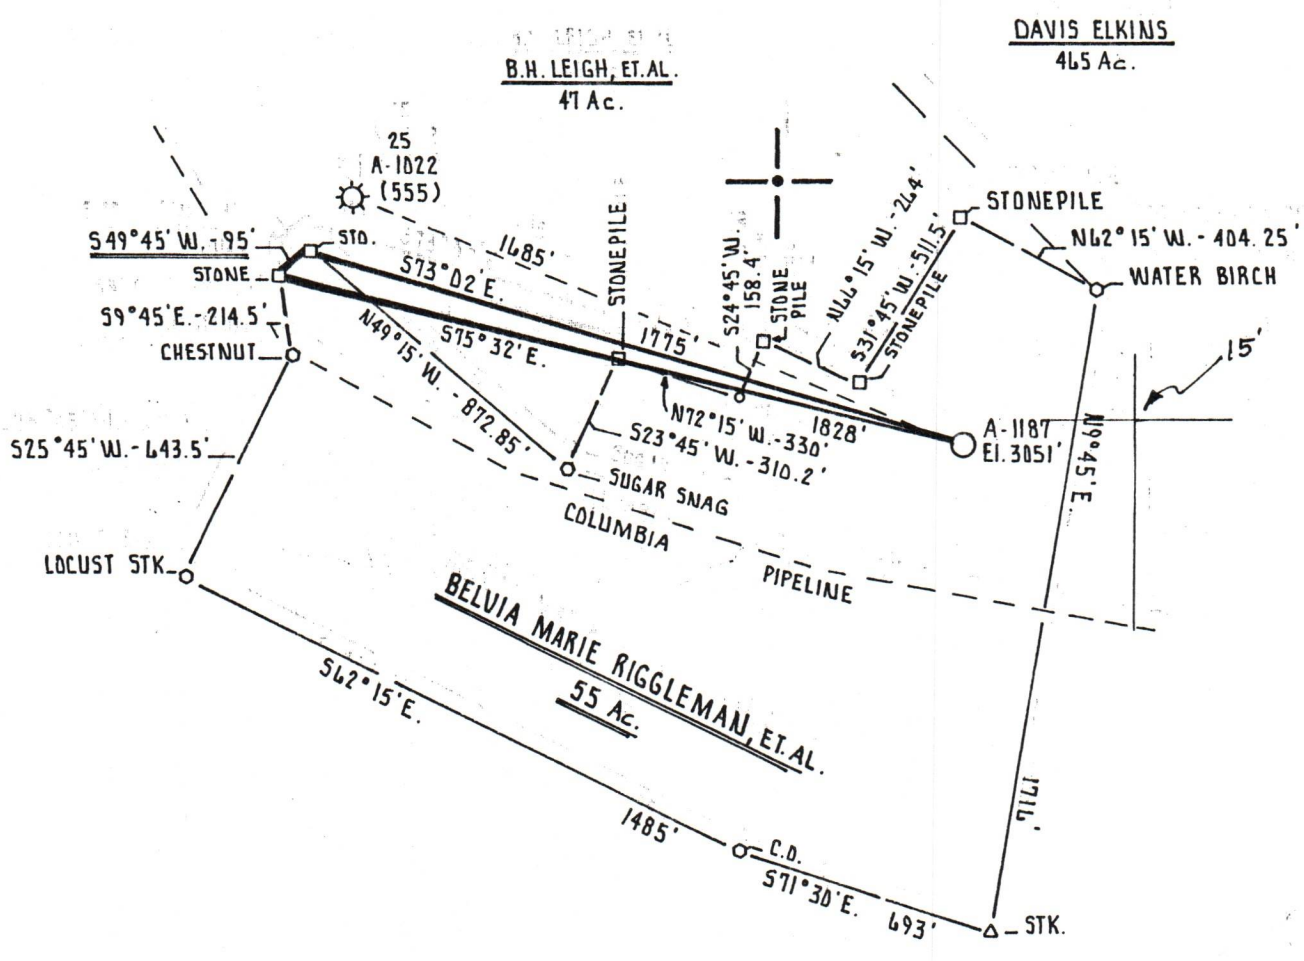 DAVIS ELKINS
465 Ac.
B.H. LEIGH, ET.AL.
47 Ac.
25
A-1022
(555)
STONEPILE
N62°15'W.-404.25'
WATER BIRCH
S49°45'W.-95'
STO.
STONE
1685'
S73°02'E.
1775'
STONEPILE
S24°45'W.
158.4'
STONE
PILE
N66°15'W.-264'
S31°45'W.-511.5'
STONEPILE
15'
S9°45'E.-214.5'
CHESTNUT
N49°15'W.-872.85'
S75°32'E.
1828'
N72°15'W.-330'
S23°45'W.-310.2'
A-1187
El.3051'
N9°45'E.
1716'
S25°45'W.-643.5'
SUGAR SNAG
COLUMBIA
PIPELINE
LOCUST STK.
BELVIA MARIE RIGGLEMAN, ET.AL.
55 Ac.
S62°15'E.
1485'
C.O.
S71°30'E.
693'
STK.